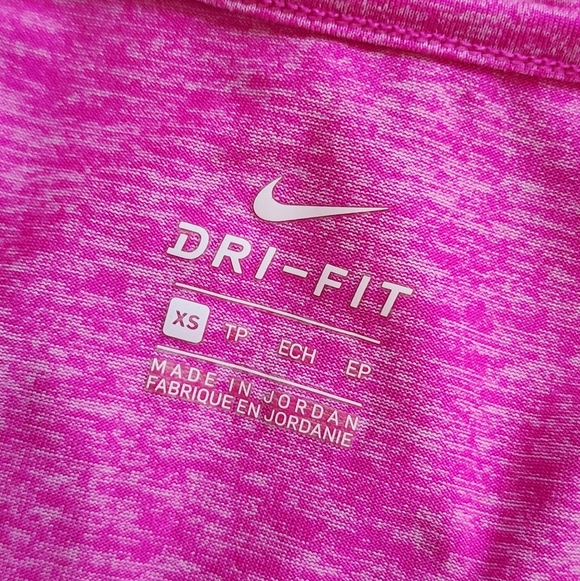 DRI-FIT
XS TP ECH EP
MADE IN JORDAN
FABRIQUE EN JORDANIE